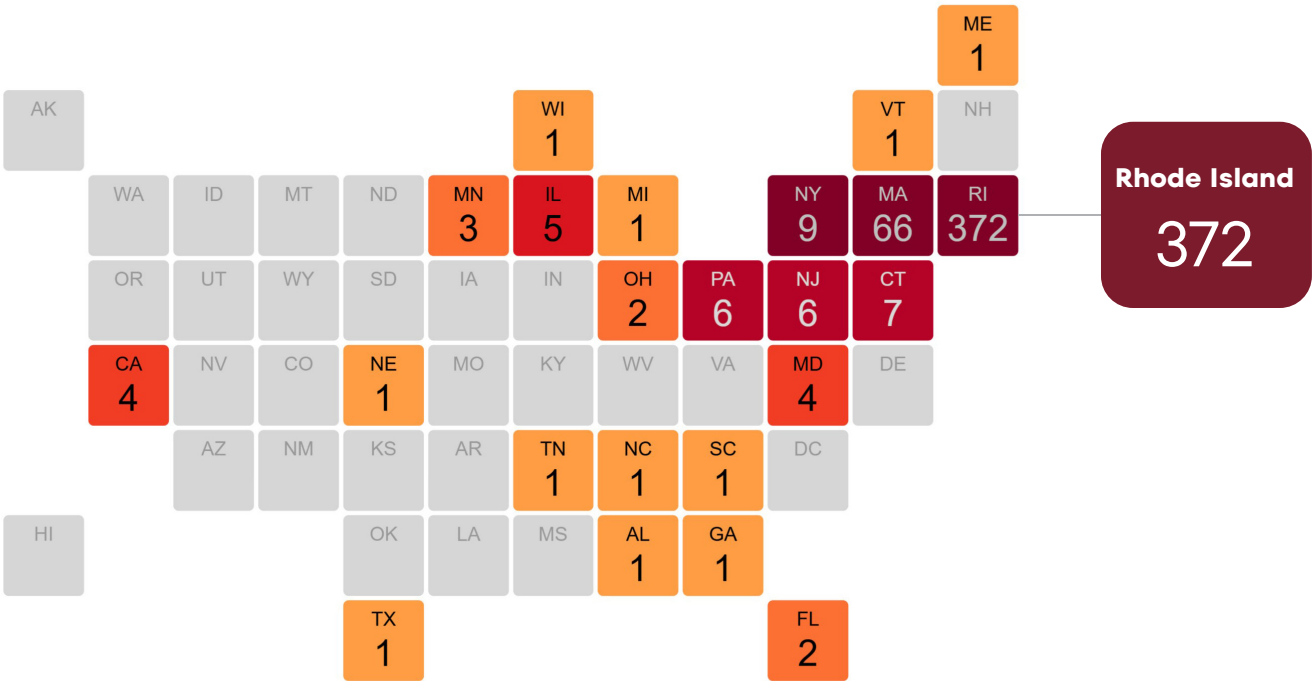 ME
1
AK
WI
1
VT
1
NH
WA
ID
MT
ND
MN
3
IL
5
MI
1
NY
9
MA
66
RI
372
Rhode Island
372
OR
UT
WY
SD
IA
IN
OH
2
PA
6
NJ
6
CT
7
CA
4
NV
CO
NE
1
MO
KY
WV
VA
MD
4
DE
AZ
NM
KS
AR
TN
1
NC
1
SC
1
DC
HI
OK
LA
MS
AL
1
GA
1
TX
1
FL
2